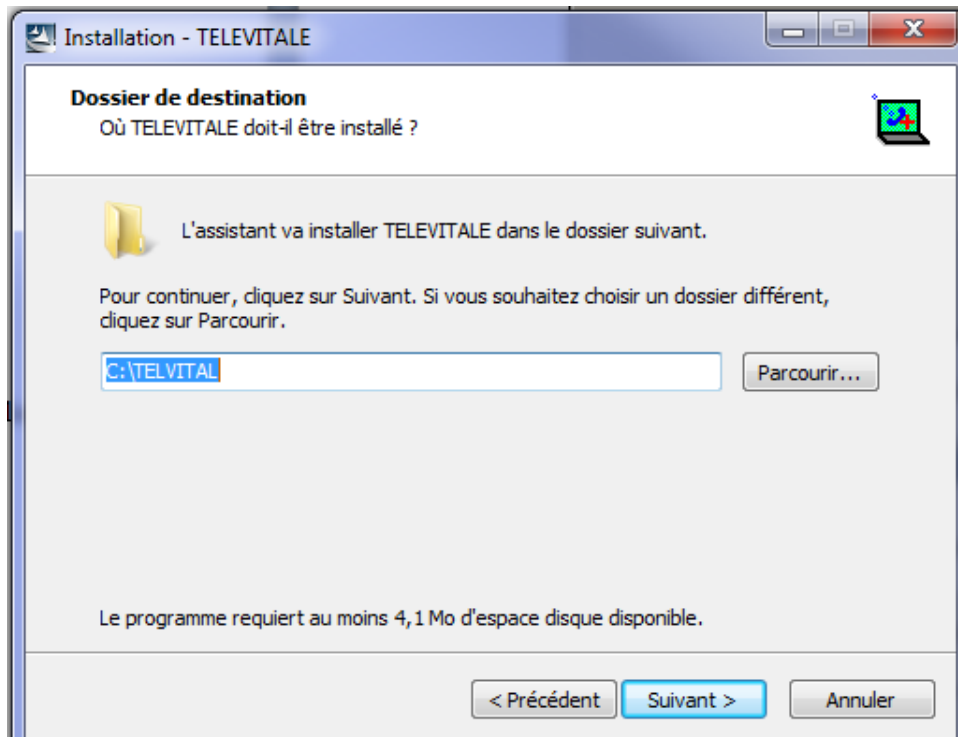 Installation - TELEVITALE
Dossier de destination
Où TELEVITALE doit-il être installé ?
L'assistant va installer TELEVITALE dans le dossier suivant.
Pour continuer, cliquez sur Suivant. Si vous souhaitez choisir un dossier différent,
cliquez sur Parcourir.
C:\TELVITAL
Parcourir...
Le programme requiert au moins 4,1 Mo d'espace disque disponible.
< Précédent
Suivant >
Annuler